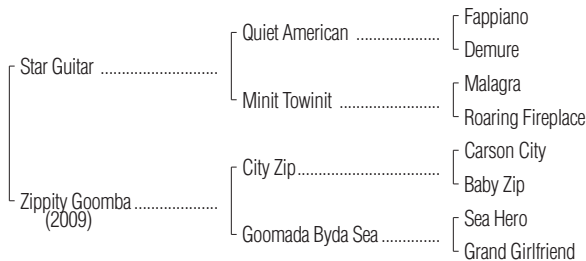 Fappiano
Quiet American ..................
Demure
Star Guitar .........................
Malagra
Minit Towinit .....................
Roaring Fireplace
Carson City
City Zip...........................
Baby Zip
Zippity Goomba ..................
(2009)
Sea Hero
Goomada Byda Sea .............
Grand Girlfriend